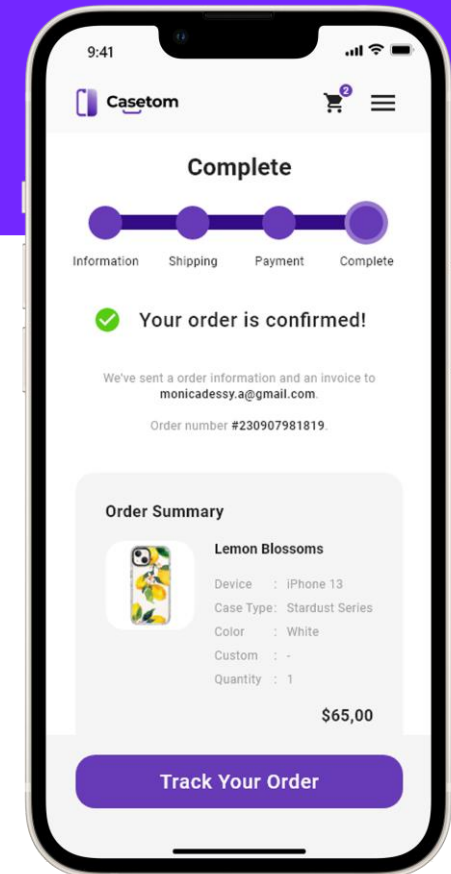 9:41
Casetom
2
Complete
Information Shipping Payment Complete
Your order is confirmed!
We've sent a order information and an invoice to
monicadessy.a@gmail.com.
Order number #230907981819.
Order Summary
Lemon Blossoms
Device : iPhone 13
Case Type: Stardust Series
Color : White
Custom : -
Quantity : 1
$65,00
Track Your Order